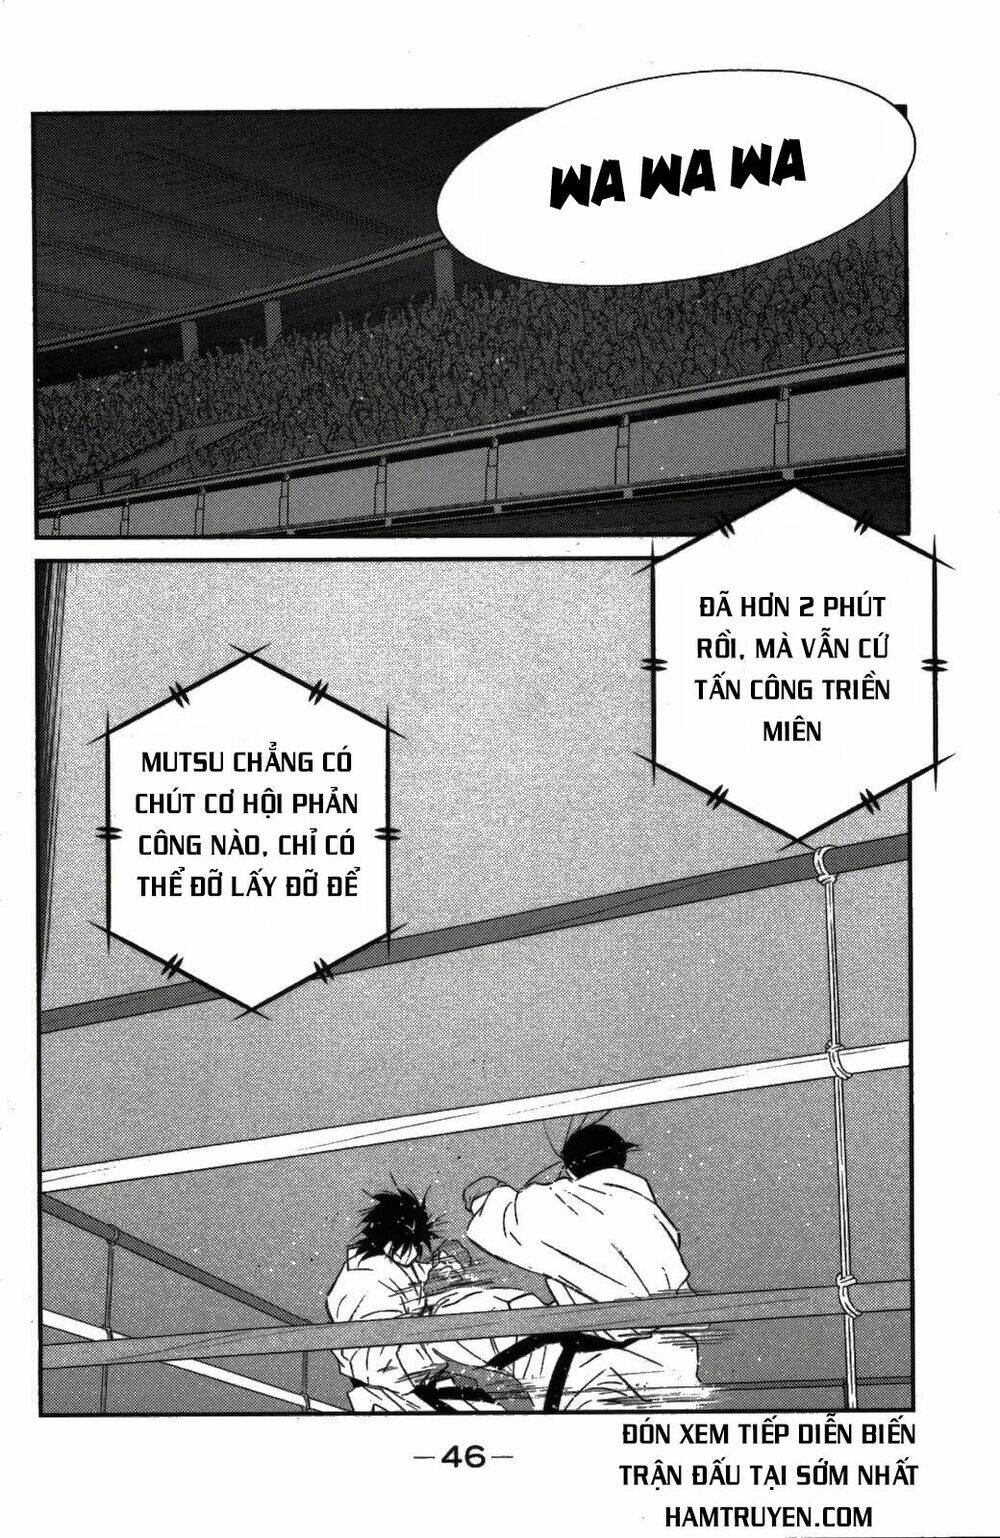 WA WA WA
ĐÃ HƠN 2 PHÚT
RỒI, MÀ VẪN CỨ
TẤN CÔNG TRIỀN
MIÊN
MUTSU CHẲNG CÓ
CHÚT CƠ HỘI PHẢN
CÔNG NÀO, CHỈ CÓ
THỂ ĐỠ LẤY ĐỠ ĐỂ
-46-
ĐÓN XEM TIẾP DIỄN BIẾN
TRẬN ĐẤU TẠI SỚM NHẤT
HAMTRUYEN.COM